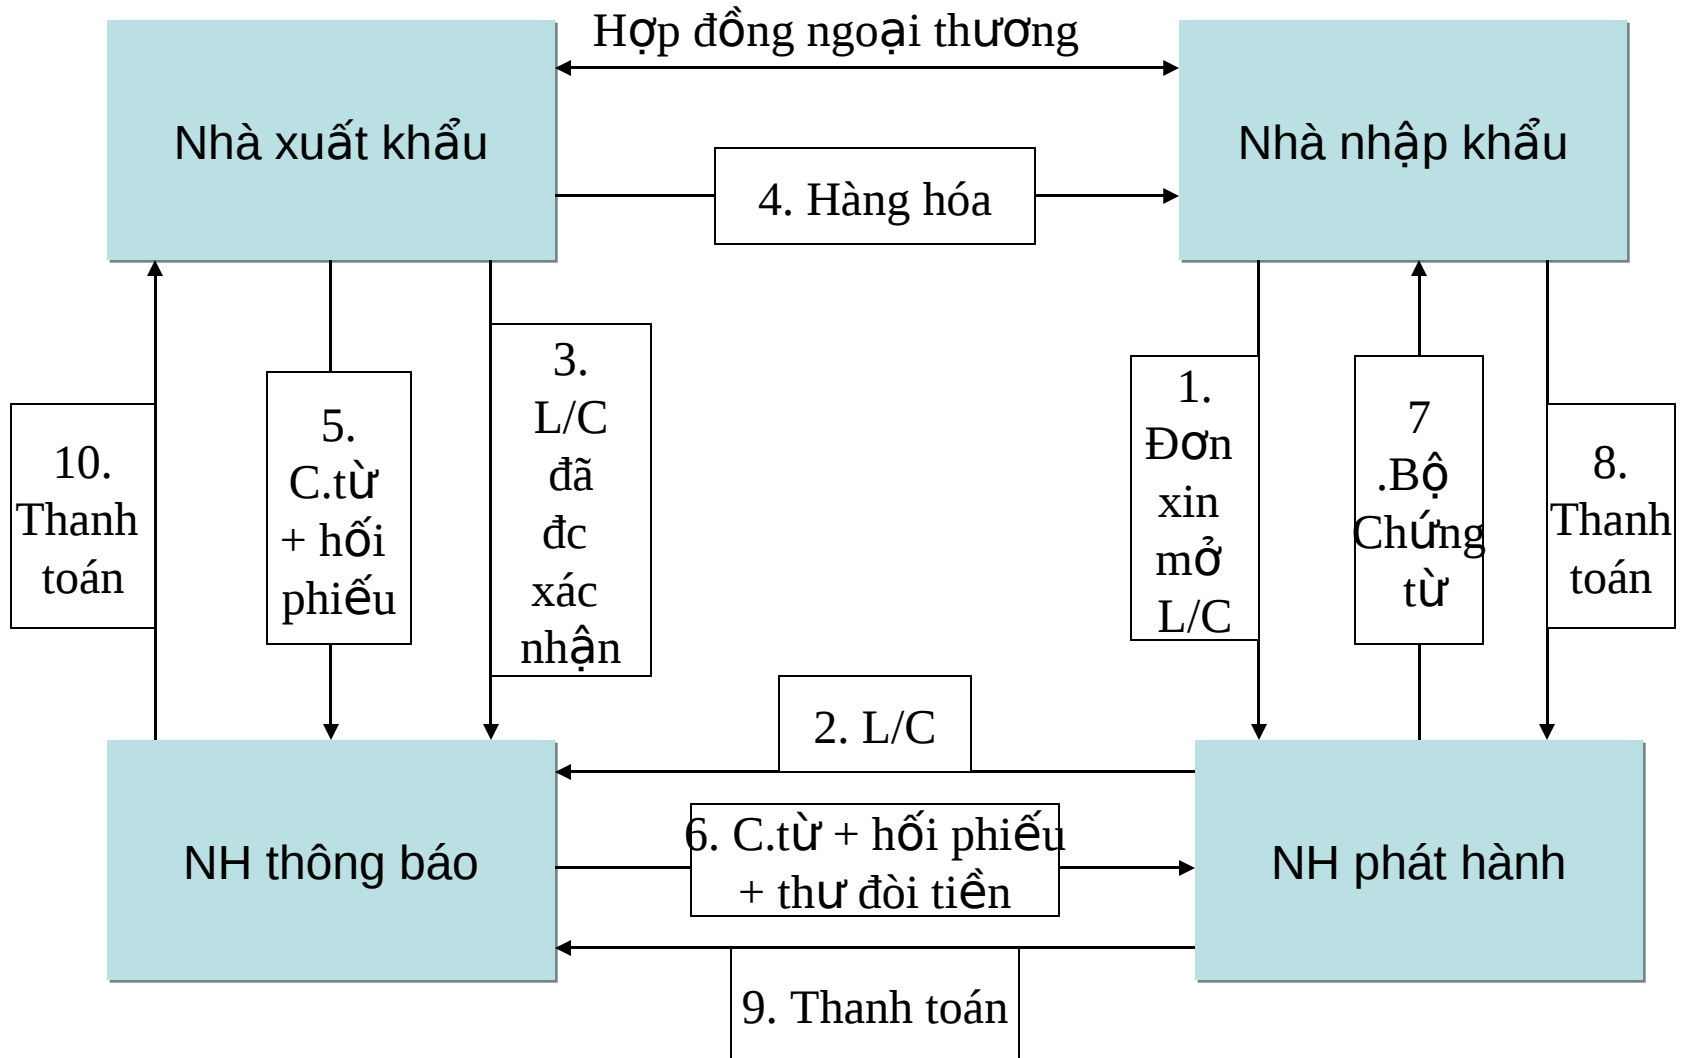 Hợp đồng ngoại thương
Nhà xuất khẩu
Nhà nhập khẩu
4. Hàng hóa
10.
Thanh
toán
5.
C.từ
+ hối
phiếu
3.
L/C
đã
đc
xác
nhận
1.
Đơn
xin
mở
L/C
7
.Bộ
Chứng
từ
8.
Thanh
toán
2. L/C
NH thông báo
6. C.từ + hối phiếu
+ thư đòi tiền
NH phát hành
9. Thanh toán